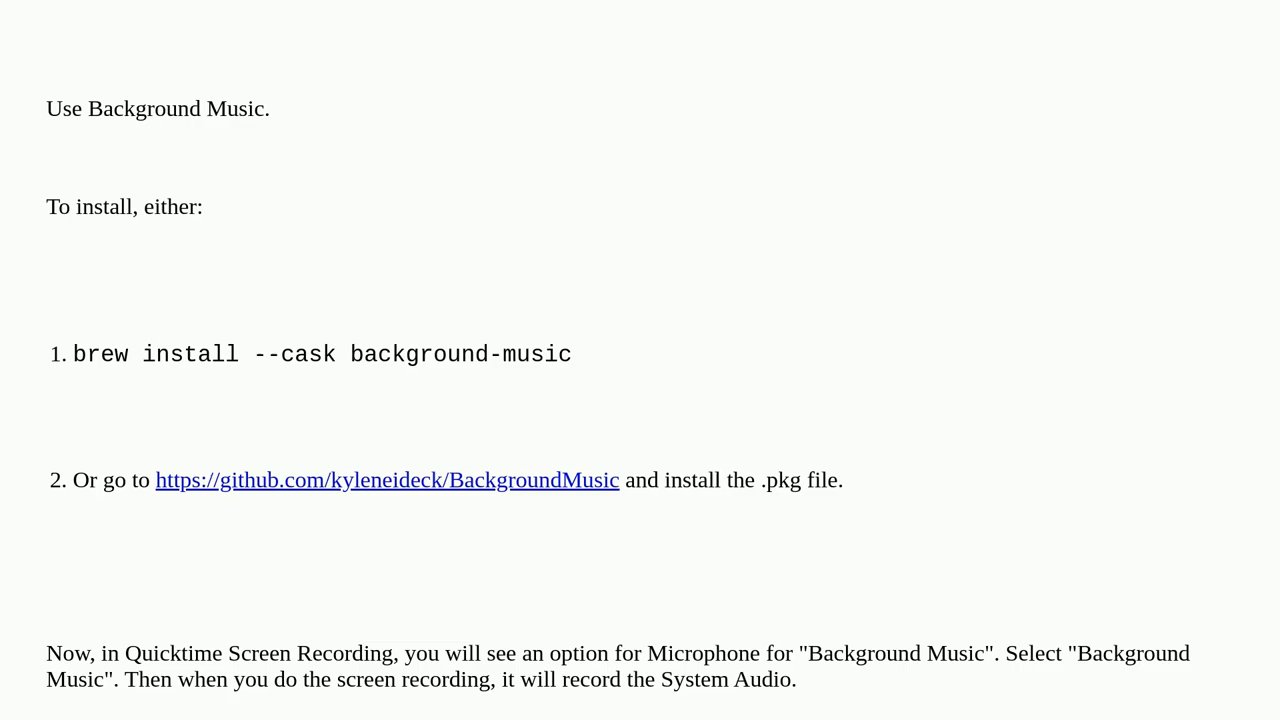 Use Background Music.
To install, either:
1. brew install --cask background-music
2. Or go to https://github.com/kyleneideck/BackgroundMusic and install the .pkg file.
Now, in Quicktime Screen Recording, you will see an option for Microphone for "Background Music". Select "Background
Music". Then when you do the screen recording, it will record the System Audio.